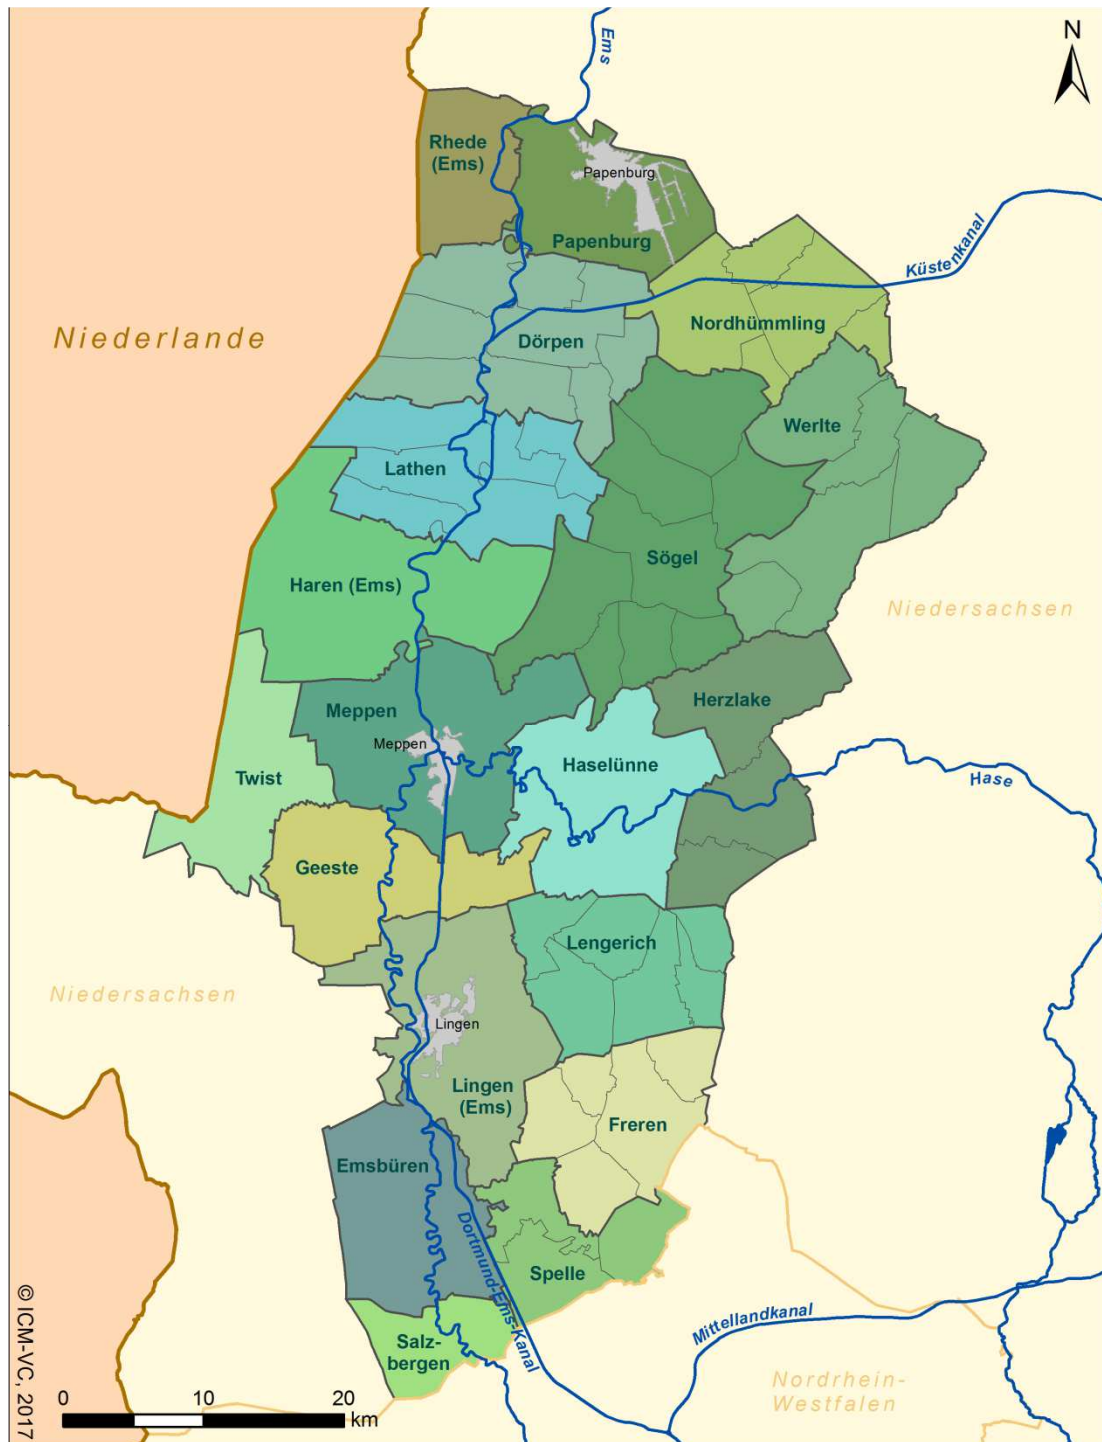 Ems
N
Rhede
(Ems)
Papenburg
Papenburg
Küstenkanal
Niederlande
Nordhümmling
Dörpen
Werlte
Lathen
Sögel
Haren (Ems)
Niedersachsen
Herzlake
Meppen
Meppen
Haselünne
Twist
Hase
Geeste
Lengerich
Niedersachsen
Lingen
Lingen
(Ems)
Freren
Emsbüren
Dortmund-Ems-Kanal
Spelle
Mittellandkanal
Salz-
bergen
Nordrhein-
Westfalen
0 10 20
km
© ICM-VC, 2017